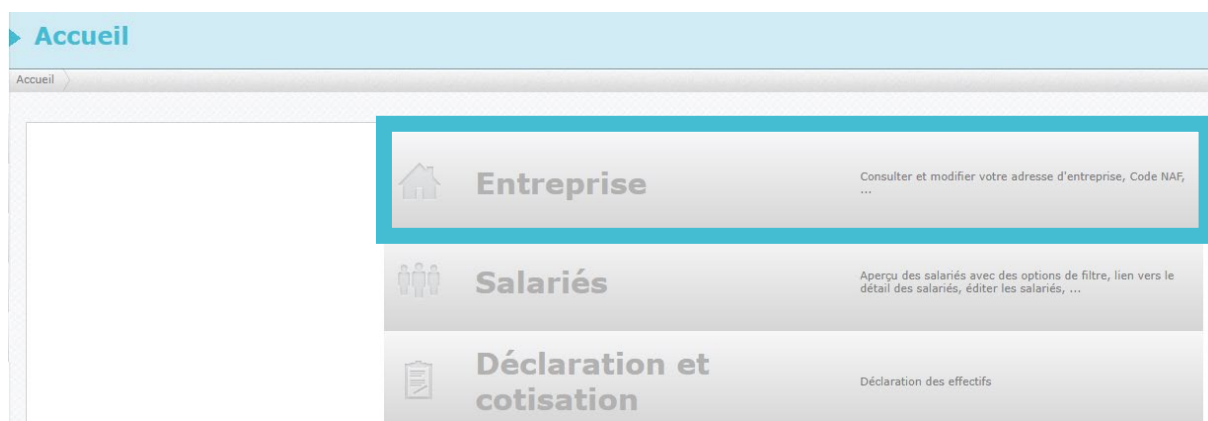 Accueil
Accueil
Entreprise
Consulter et modifier votre adresse d'entreprise, Code NAF,
...
Salariés
Aperçu des salariés avec des options de filtre, lien vers le
détail des salariés, éditer les salariés, ...
Déclaration et
cotisation
Déclaration des effectifs